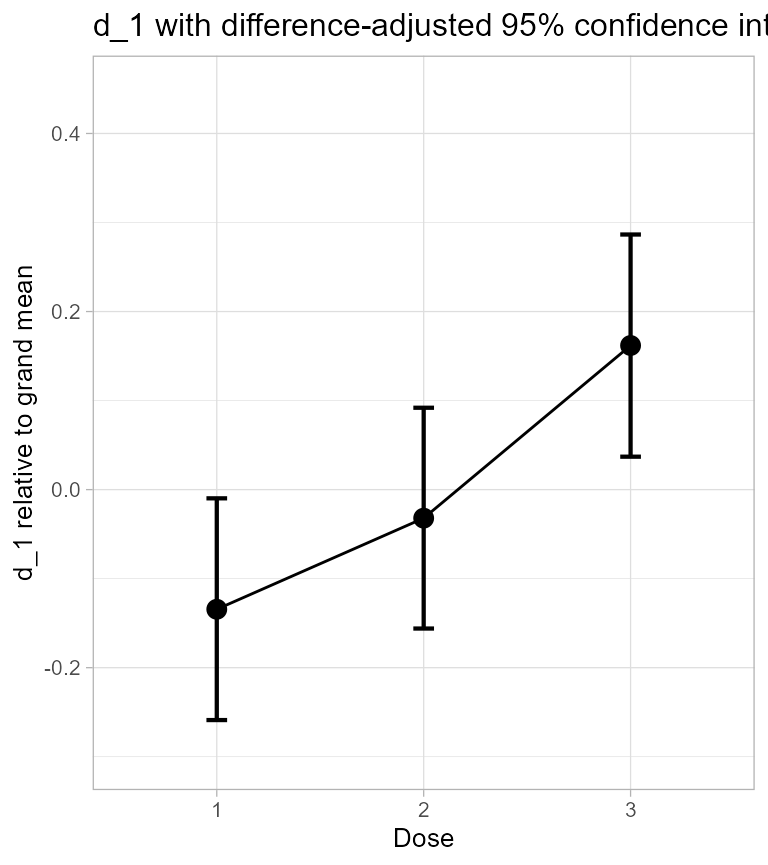 d_1 with difference-adjusted 95% confidence int
0.4
0.2
0.0
-0.2
d_1 relative to grand mean
1 2 3
Dose